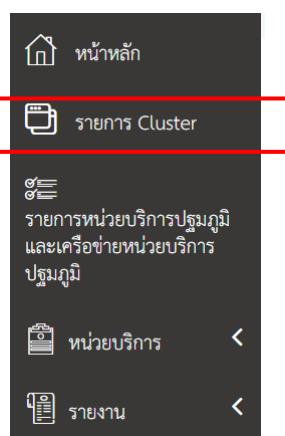 หน้าหลัก
รายการ Cluster
รายการหน่วยบริการปฐมภูมิ
และเครือข่ายหน่วยบริการ
ปฐมภูมิ
หน่วยบริการ
รายงาน